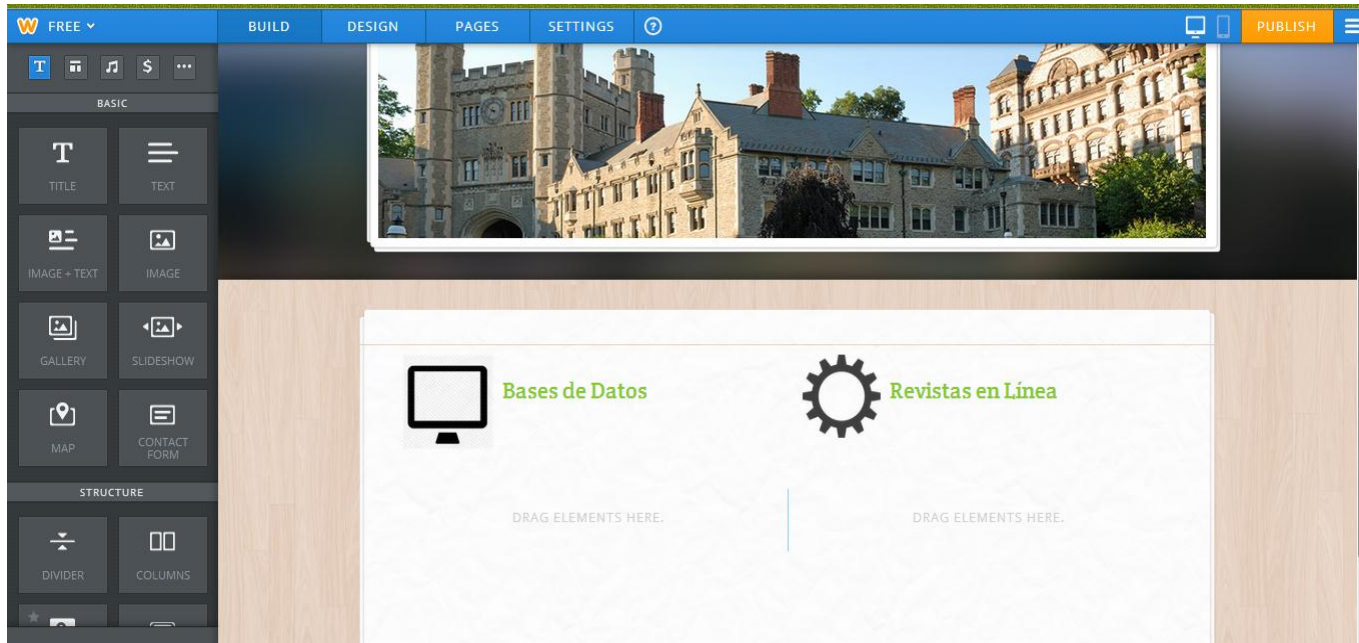 W FREE BUILD DESIGN PAGES SETTINGS ? PUBLISH
T $
BASIC
T
TITLE TEXT
IMAGE + TEXT IMAGE
GALLERY SLIDESHOW
MAP CONTACT
FORM
STRUCTURE
DIVIDER COLUMNS
Bases de Datos Revistas en Línea
DRAG ELEMENTS HERE. DRAG ELEMENTS HERE.